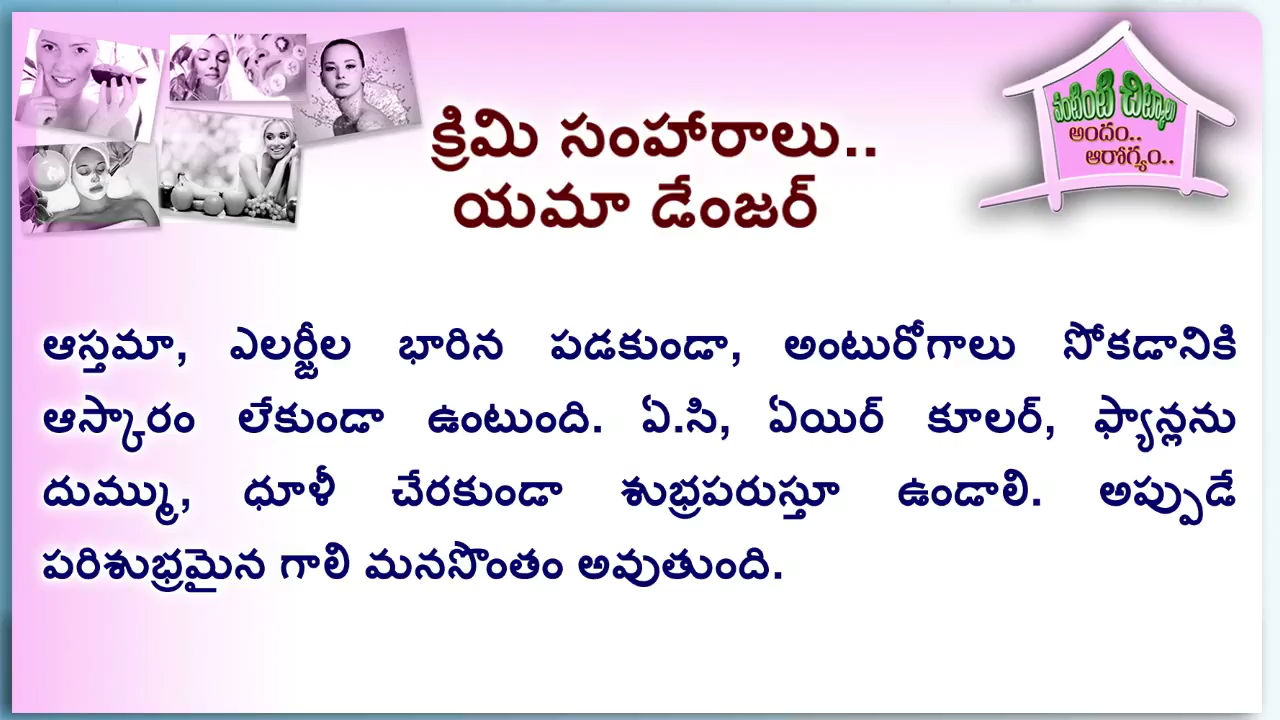 వంటింటి చిట్కాలు
అందం..
ఆరోగ్యం..
క్రిమి సంహారాలు..
యమా డేంజర్
ఆస్తమా, ఎలర్జీల భారిన పడకుండా, అంటురోగాలు సోకడానికి
ఆస్కారం లేకుండా ఉంటుంది. ఏ.సి, ఏయిర్ కూలర్, ఫ్యాన్లను
దుమ్ము, ధూళీ చేరకుండా శుభ్రపరుస్తూ ఉండాలి. అప్పుడే
పరిశుభ్రమైన గాలి మనసొంతం అవుతుంది.